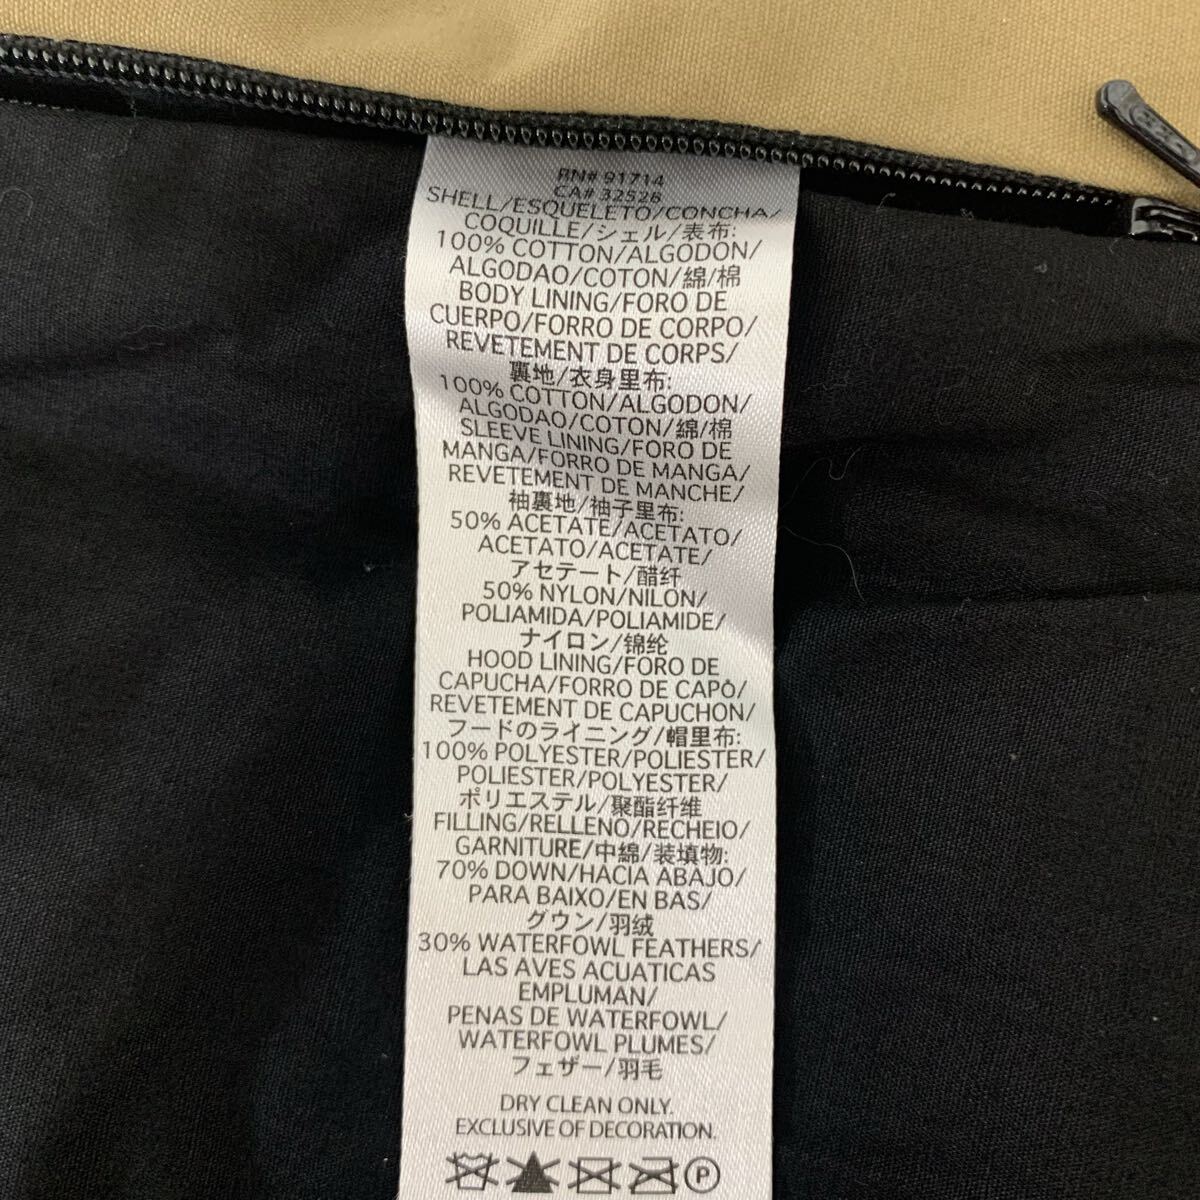 RN# 91714
CA# 32528
SHELL/ESQUELETO/CONCHA/
COQUILLE/シェル/表布:
100% COTTON/ALGODON/
ALGODAO/COTON/綿/棉
BODY LINING/FORO DE
CUERPO/FORRO DE CORPO/
REVETEMENT DE CORPS/
裏地/衣身里布:
100% COTTON/ALGODON/
ALGODAO/COTON/綿/棉
SLEEVE LINING/FORO DE
MANGA/FORRO DE MANGA/
REVETEMENT DE MANCHE/
袖裏地/袖子里布:
50% ACETATE/ACETATO/
ACETATO/ACETATE/
アセテート/醋纤
50% NYLON/NILON/
POLIAMIDA/POLIAMIDE/
ナイロン/锦纶
HOOD LINING/FORO DE
CAPUCHA/FORRO DE CAPÔ/
REVETEMENT DE CAPUCHON/
フードのライニング/帽里布:
100% POLYESTER/POLIESTER/
POLIESTER/POLYESTER/
ポリエステル/聚酯纤维
FILLING/RELLENO/RECHEIO/
GARNITURE/中綿/装填物:
70% DOWN/HACIA ABAJO/
PARA BAIXO/EN BAS/
グウン/羽绒
30% WATERFOWL FEATHERS/
LAS AVES ACUATICAS
EMPLUMAN/
PENAS DE WATERFOWL/
WATERFOWL PLUMES/
フェザー/羽毛
DRY CLEAN ONLY.
EXCLUSIVE OF DECORATION.
P